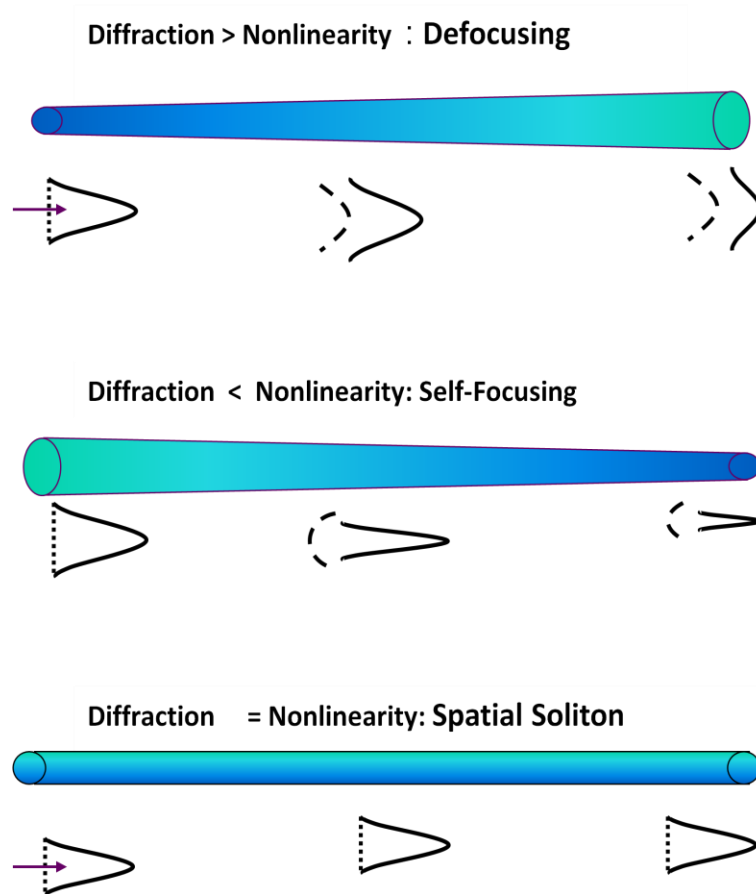 Diffraction > Nonlinearity : Defocusing
Diffraction < Nonlinearity: Self-Focusing
Diffraction = Nonlinearity: Spatial Soliton